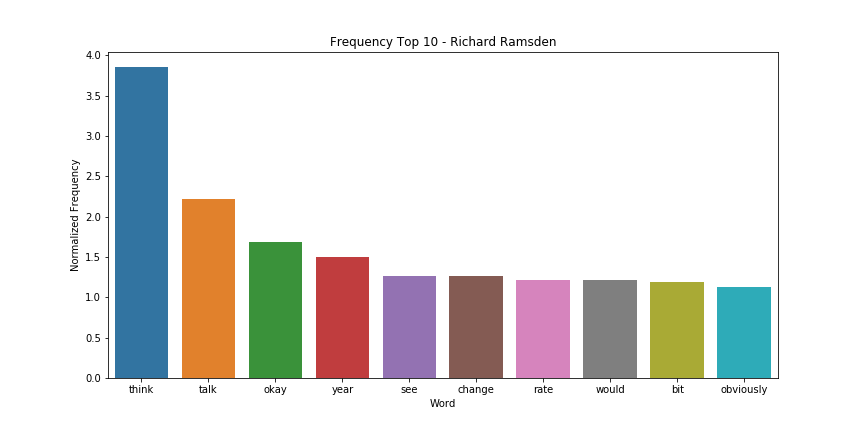 Frequency Top 10 - Richard Ramsden
4.0
3.5
3.0
2.5
2.0
1.5
1.0
0.5
0.0
Normalized Frequency
think talk okay year see change rate would bit obviously
Word